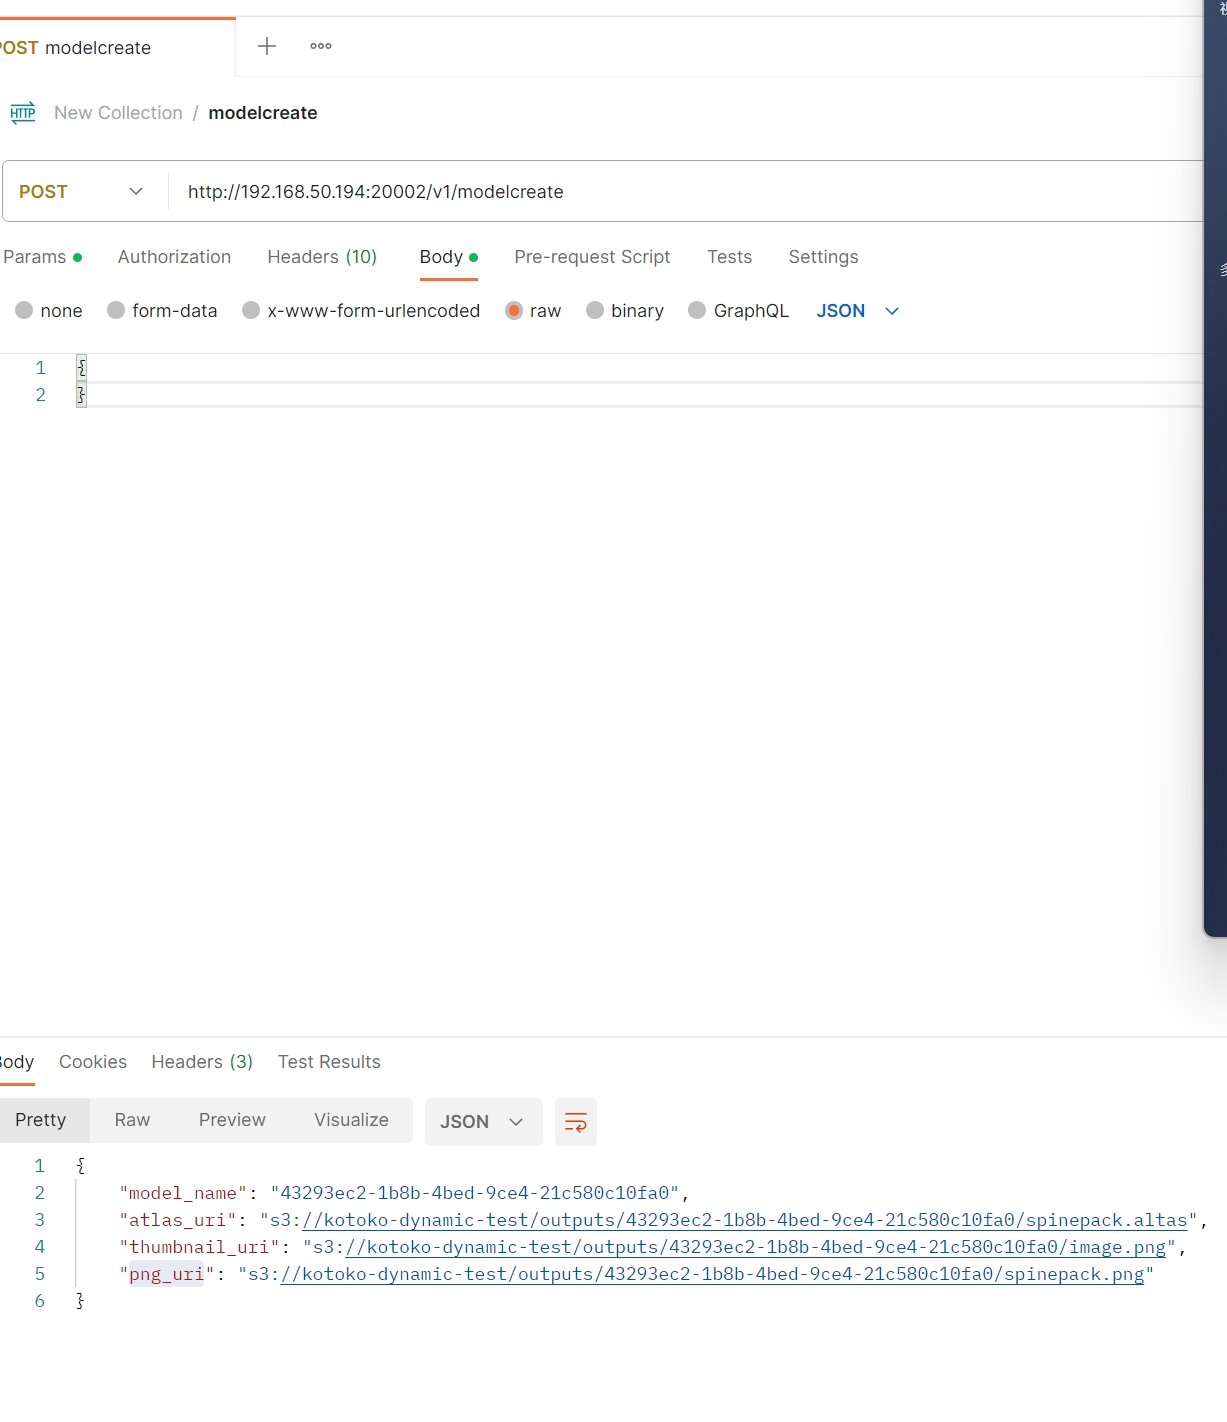 POST modelcreate
HTTP New Collection / modelcreate
POST http://192.168.50.194:20002/v1/modelcreate
Params Authorization Headers (10) Body Pre-request Script Tests Settings
none form-data x-www-form-urlencoded raw binary GraphQL JSON
1 {
2 }
Body Cookies Headers (3) Test Results
Pretty Raw Preview Visualize JSON
1 {
2 "model_name": "43293ec2-1b8b-4bed-9ce4-21c580c10fa0",
3 "atlas_uri": "s3://kotoko-dynamic-test/outputs/43293ec2-1b8b-4bed-9ce4-21c580c10fa0/spinepack.altas",
4 "thumbnail_uri": "s3://kotoko-dynamic-test/outputs/43293ec2-1b8b-4bed-9ce4-21c580c10fa0/image.png",
5 "png_uri": "s3://kotoko-dynamic-test/outputs/43293ec2-1b8b-4bed-9ce4-21c580c10fa0/spinepack.png"
6 }